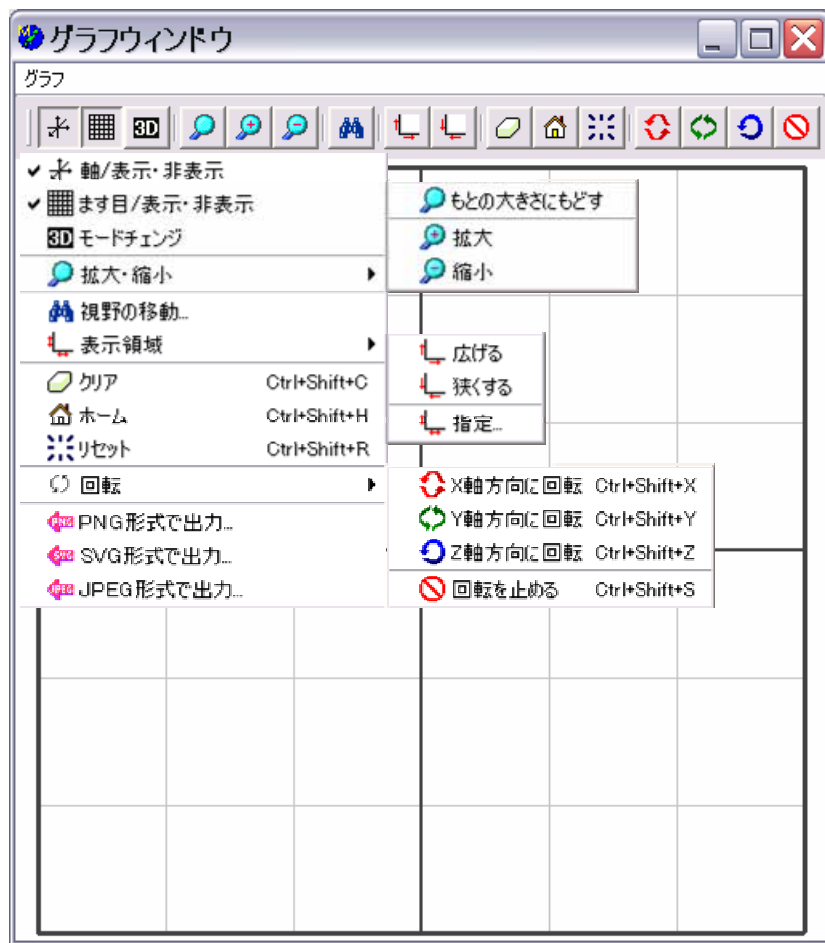 グラフウィンドウ
グラフ
3D
軸/表示・非表示
ます目/表示・非表示
3D モードチェンジ
拡大・縮小
もとの大きさにもどす
拡大
縮小
視野の移動...
表示領域
広げる
狭くする
指定...
クリア Ctrl+Shift+C
ホーム Ctrl+Shift+H
リセット Ctrl+Shift+R
回転
X軸方向に回転 Ctrl+Shift+X
Y軸方向に回転 Ctrl+Shift+Y
Z軸方向に回転 Ctrl+Shift+Z
回転を止める Ctrl+Shift+S
PNG PNG形式で出力...
SVG SVG形式で出力...
JPEG JPEG形式で出力...